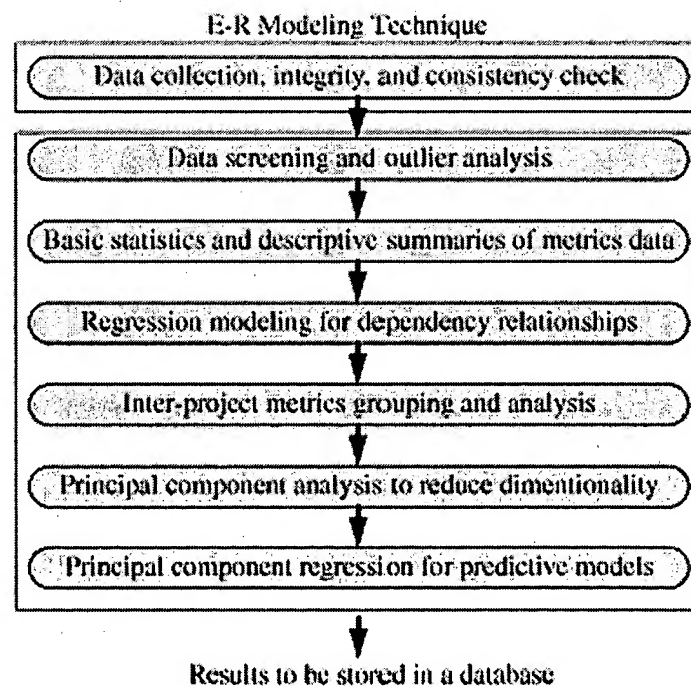 E-R Modeling Technique
Data collection, integrity, and consistency check
Data screening and outlier analysis
Basic statistics and descriptive summaries of metrics data
Regression modeling for dependency relationships
Inter-project metrics grouping and analysis
Principal component analysis to reduce dimentionality
Principal component regression for predictive models
Results to be stored in a database